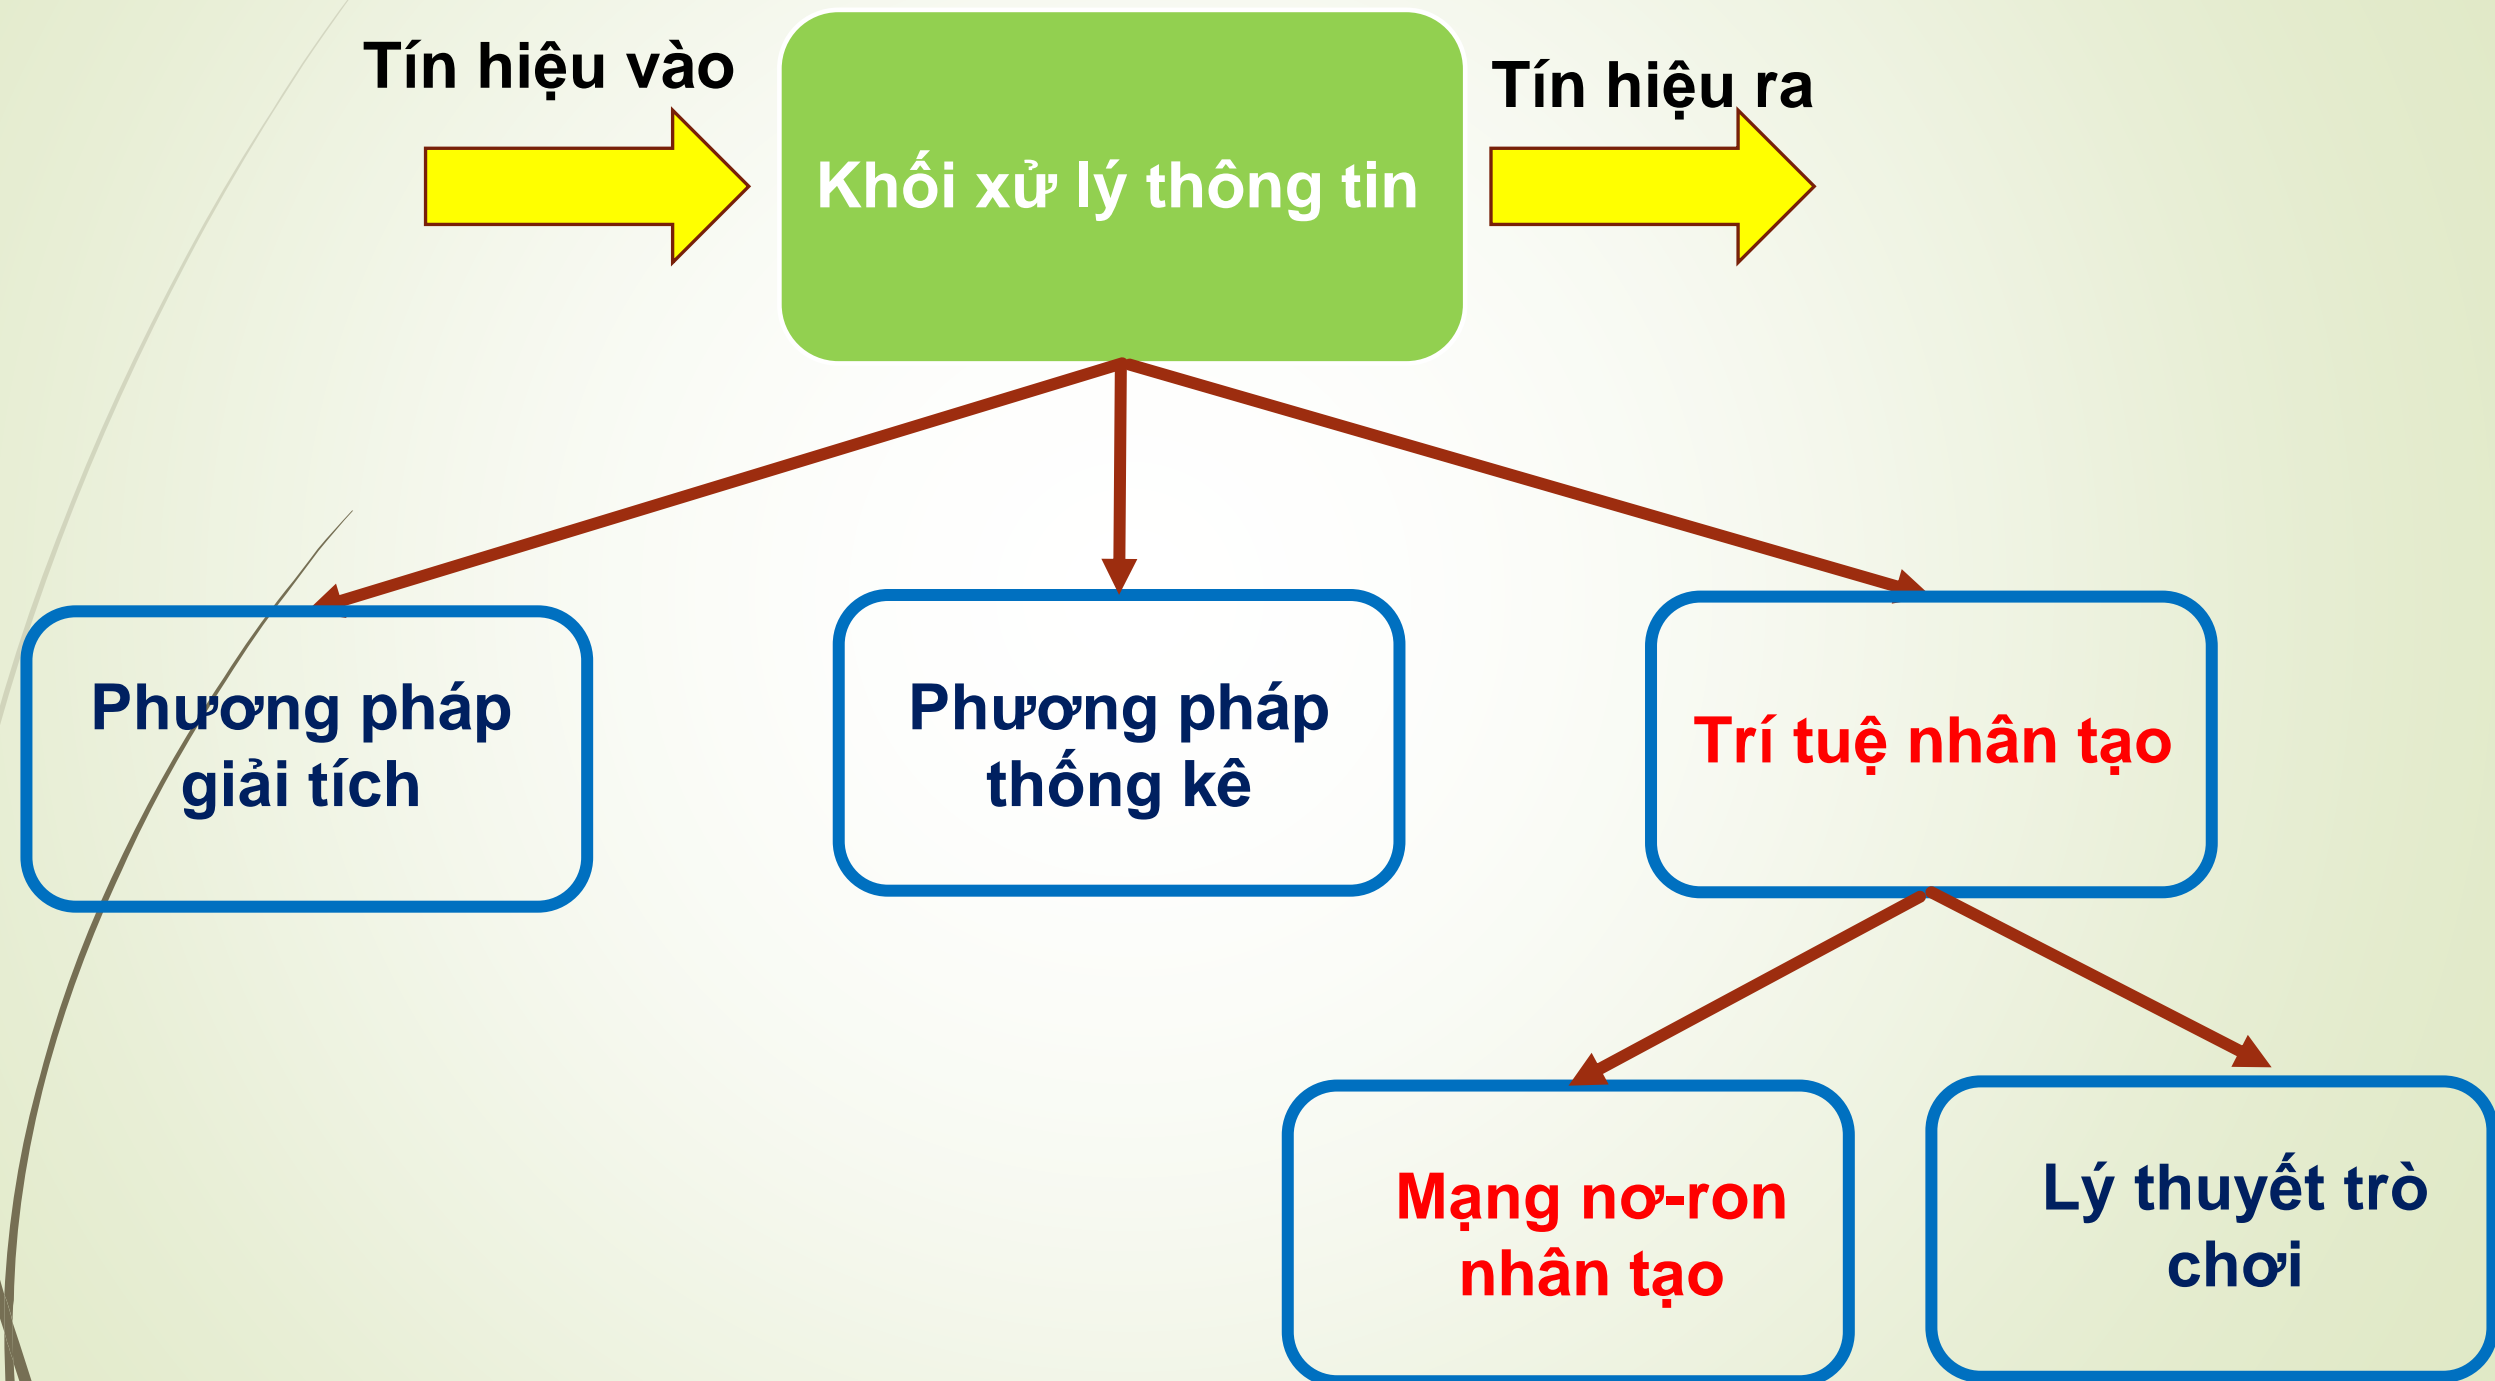 Tín hiệu vào
Khối xử lý thông tin
Tín hiệu ra
Phương pháp
giải tích
Phương pháp
thống kê
Trí tuệ nhân tạo
Mạng nơ-ron
nhân tạo
Lý thuyết trò
chơi